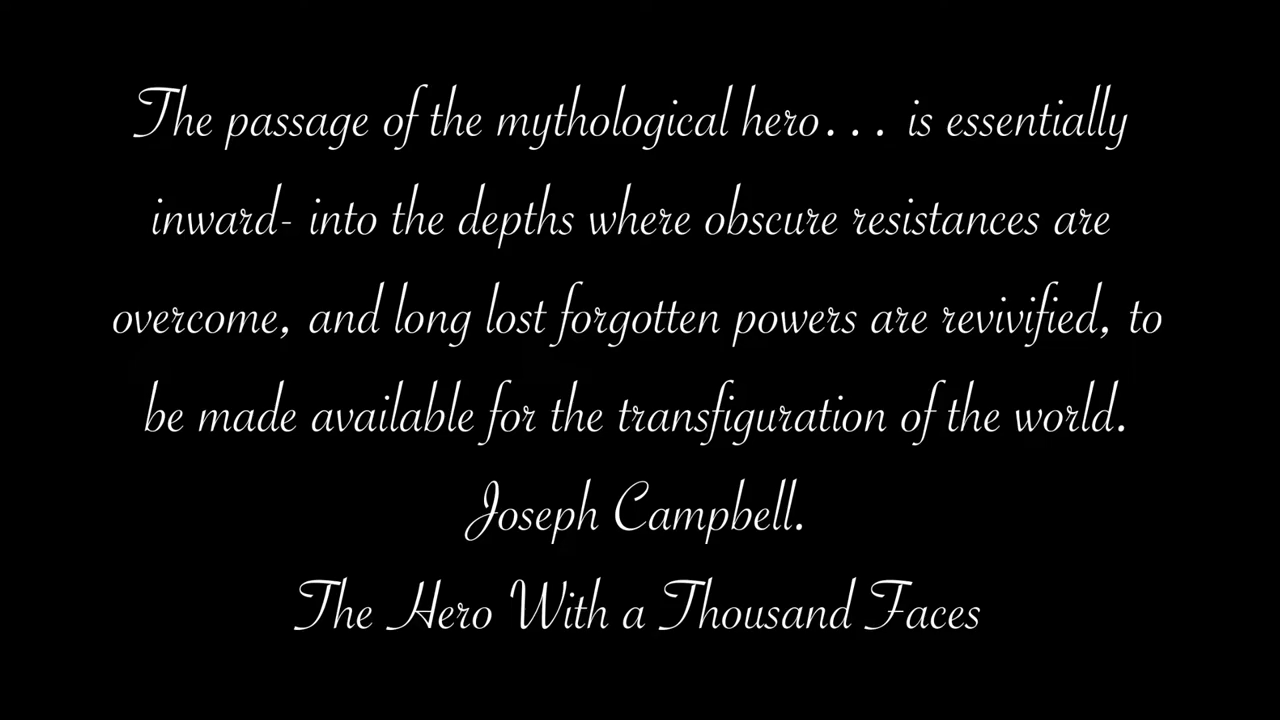 The passage of the mythological hero... is essentially
inward- into the depths where obscure resistances are
overcome, and long lost forgotten powers are revivified, to
be made available for the transfiguration of the world.
Joseph Campbell.
The Hero With a Thousand Faces